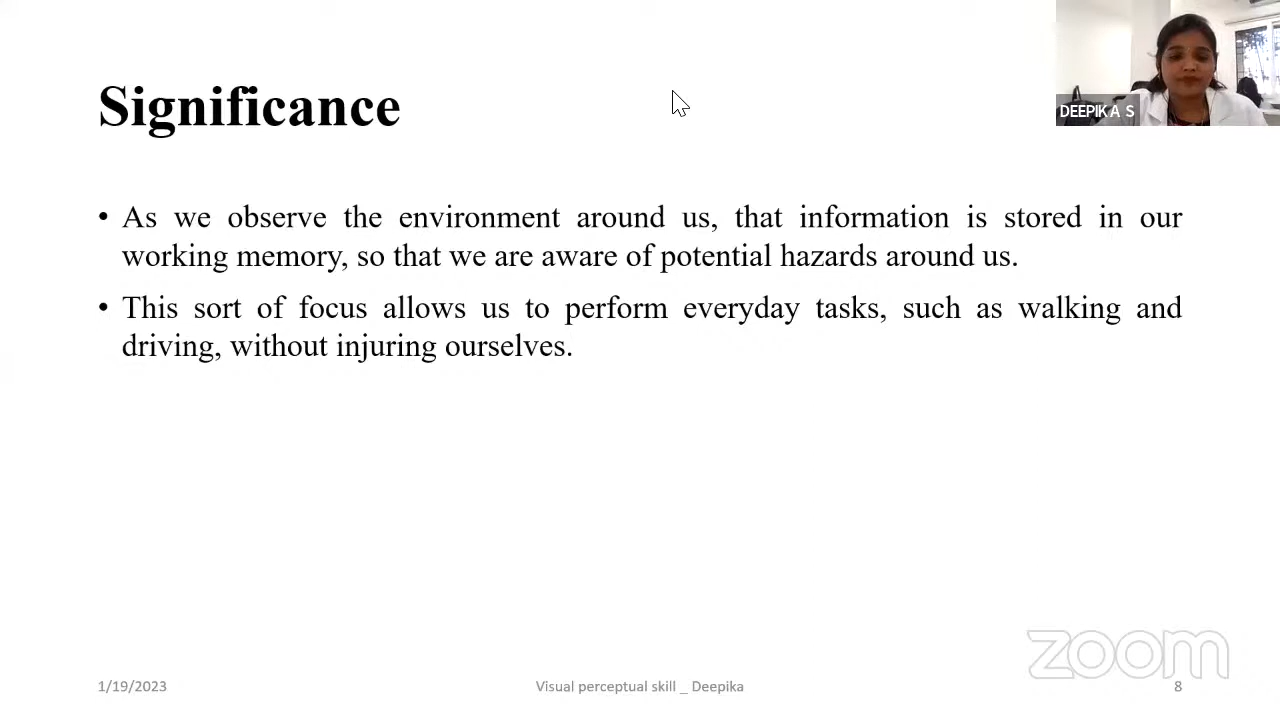 Significance
DEEPIKA S
• As we observe the environment around us, that information is stored in our
working memory, so that we are aware of potential hazards around us.
• This sort of focus allows us to perform everyday tasks, such as walking and
driving, without injuring ourselves.
zoom
1/19/2023
Visual perceptual skill _ Deepika
8